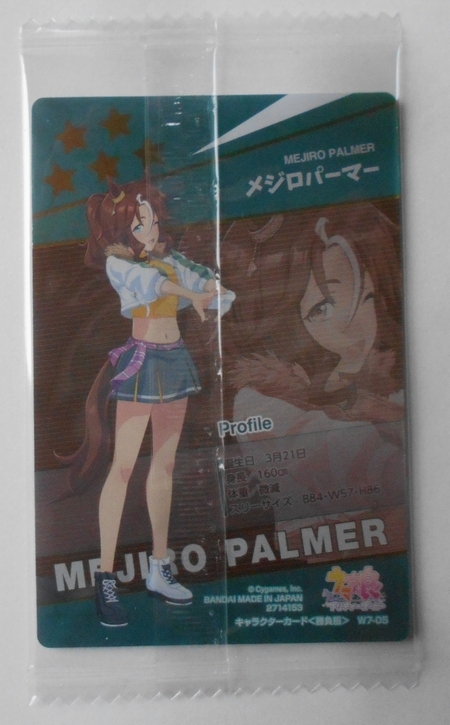 MEJIRO PALMER
メジロパーマー
Profile
誕生日 3月21日
身長 160cm
体重 微減
スリーサイズ B84・W57・H86
MEJIRO PALMER
© Cygames, Inc.
BANDAI MADE IN JAPAN
2714153
ウマ娘
キャラクターカード<勝負服> W7-05